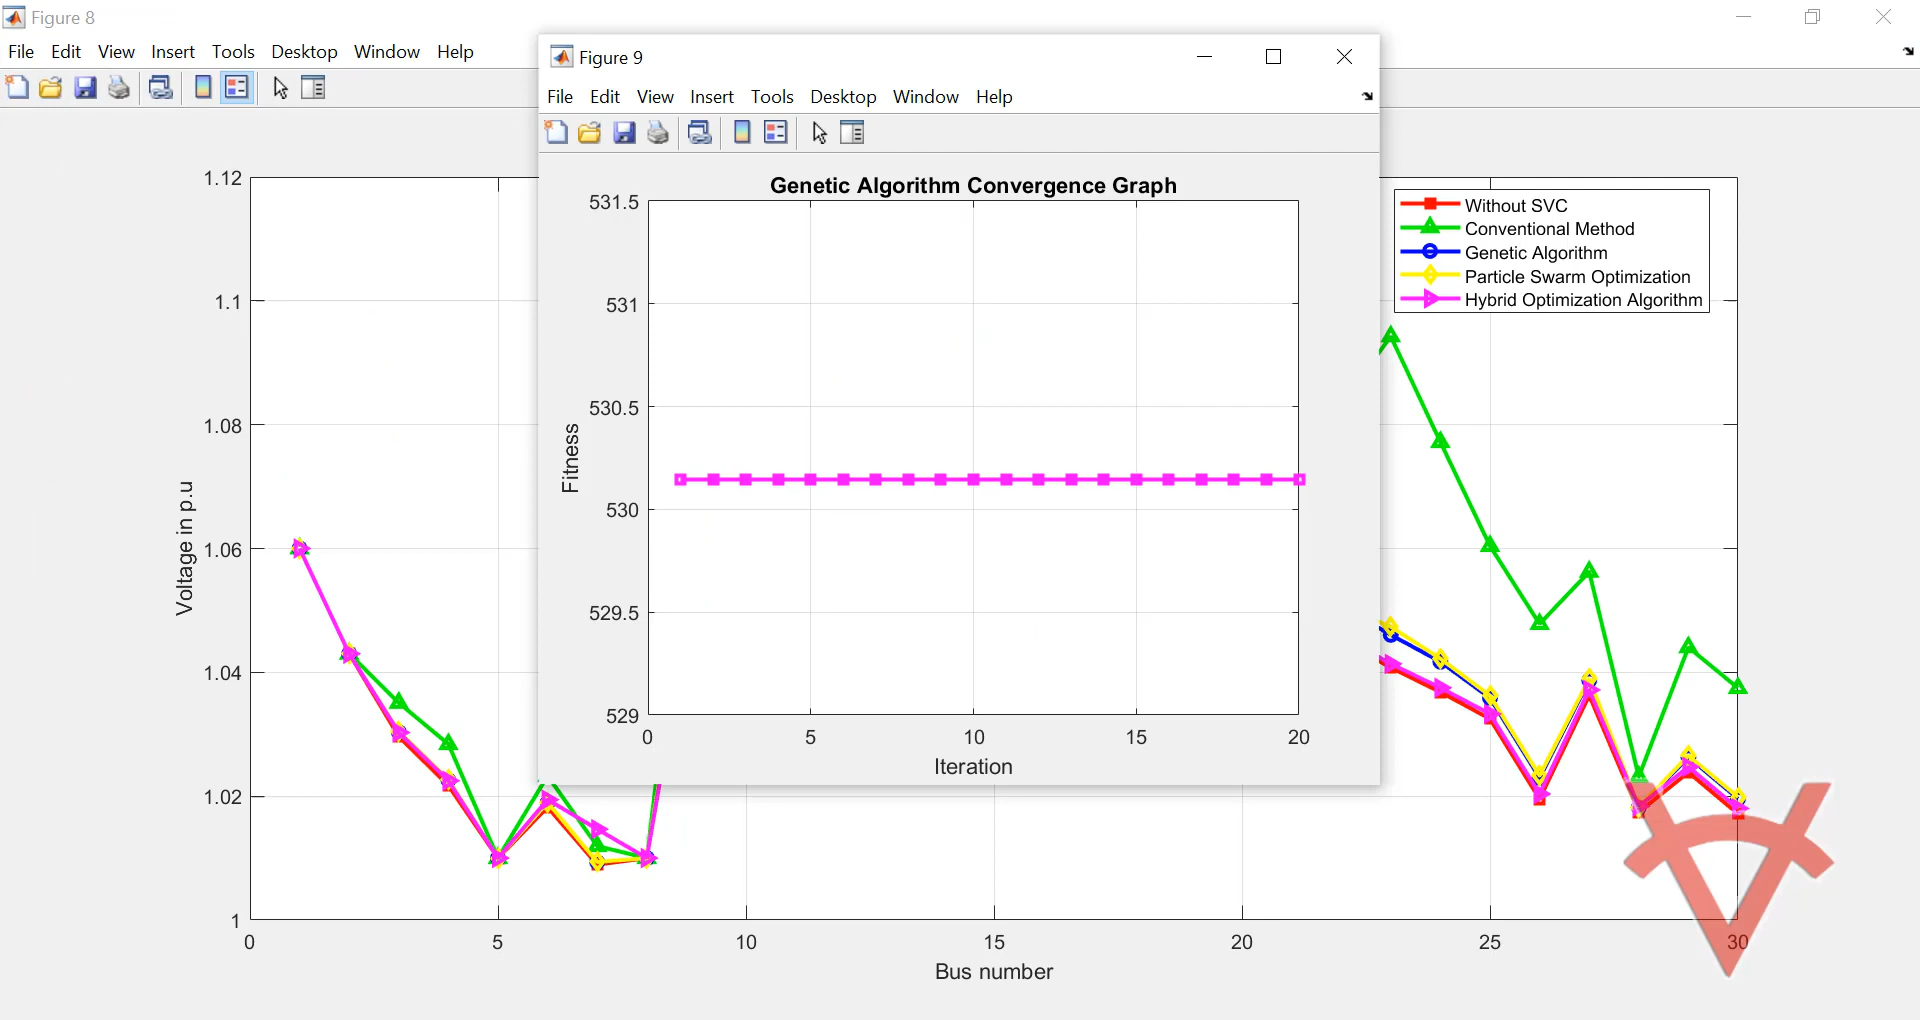 Figure 8
File Edit View Insert Tools Desktop Window Help
Figure 9
File Edit View Insert Tools Desktop Window Help
Genetic Algorithm Convergence Graph
531.5
531
530.5
530
529.5
529
0 5 10 15 20
Fitness
Iteration
1.12
1.1
1.08
1.06
1.04
1.02
1
0 5 10 15 20 25 30
Voltage in p.u
Bus number
Without SVC
Conventional Method
Genetic Algorithm
Particle Swarm Optimization
Hybrid Optimization Algorithm